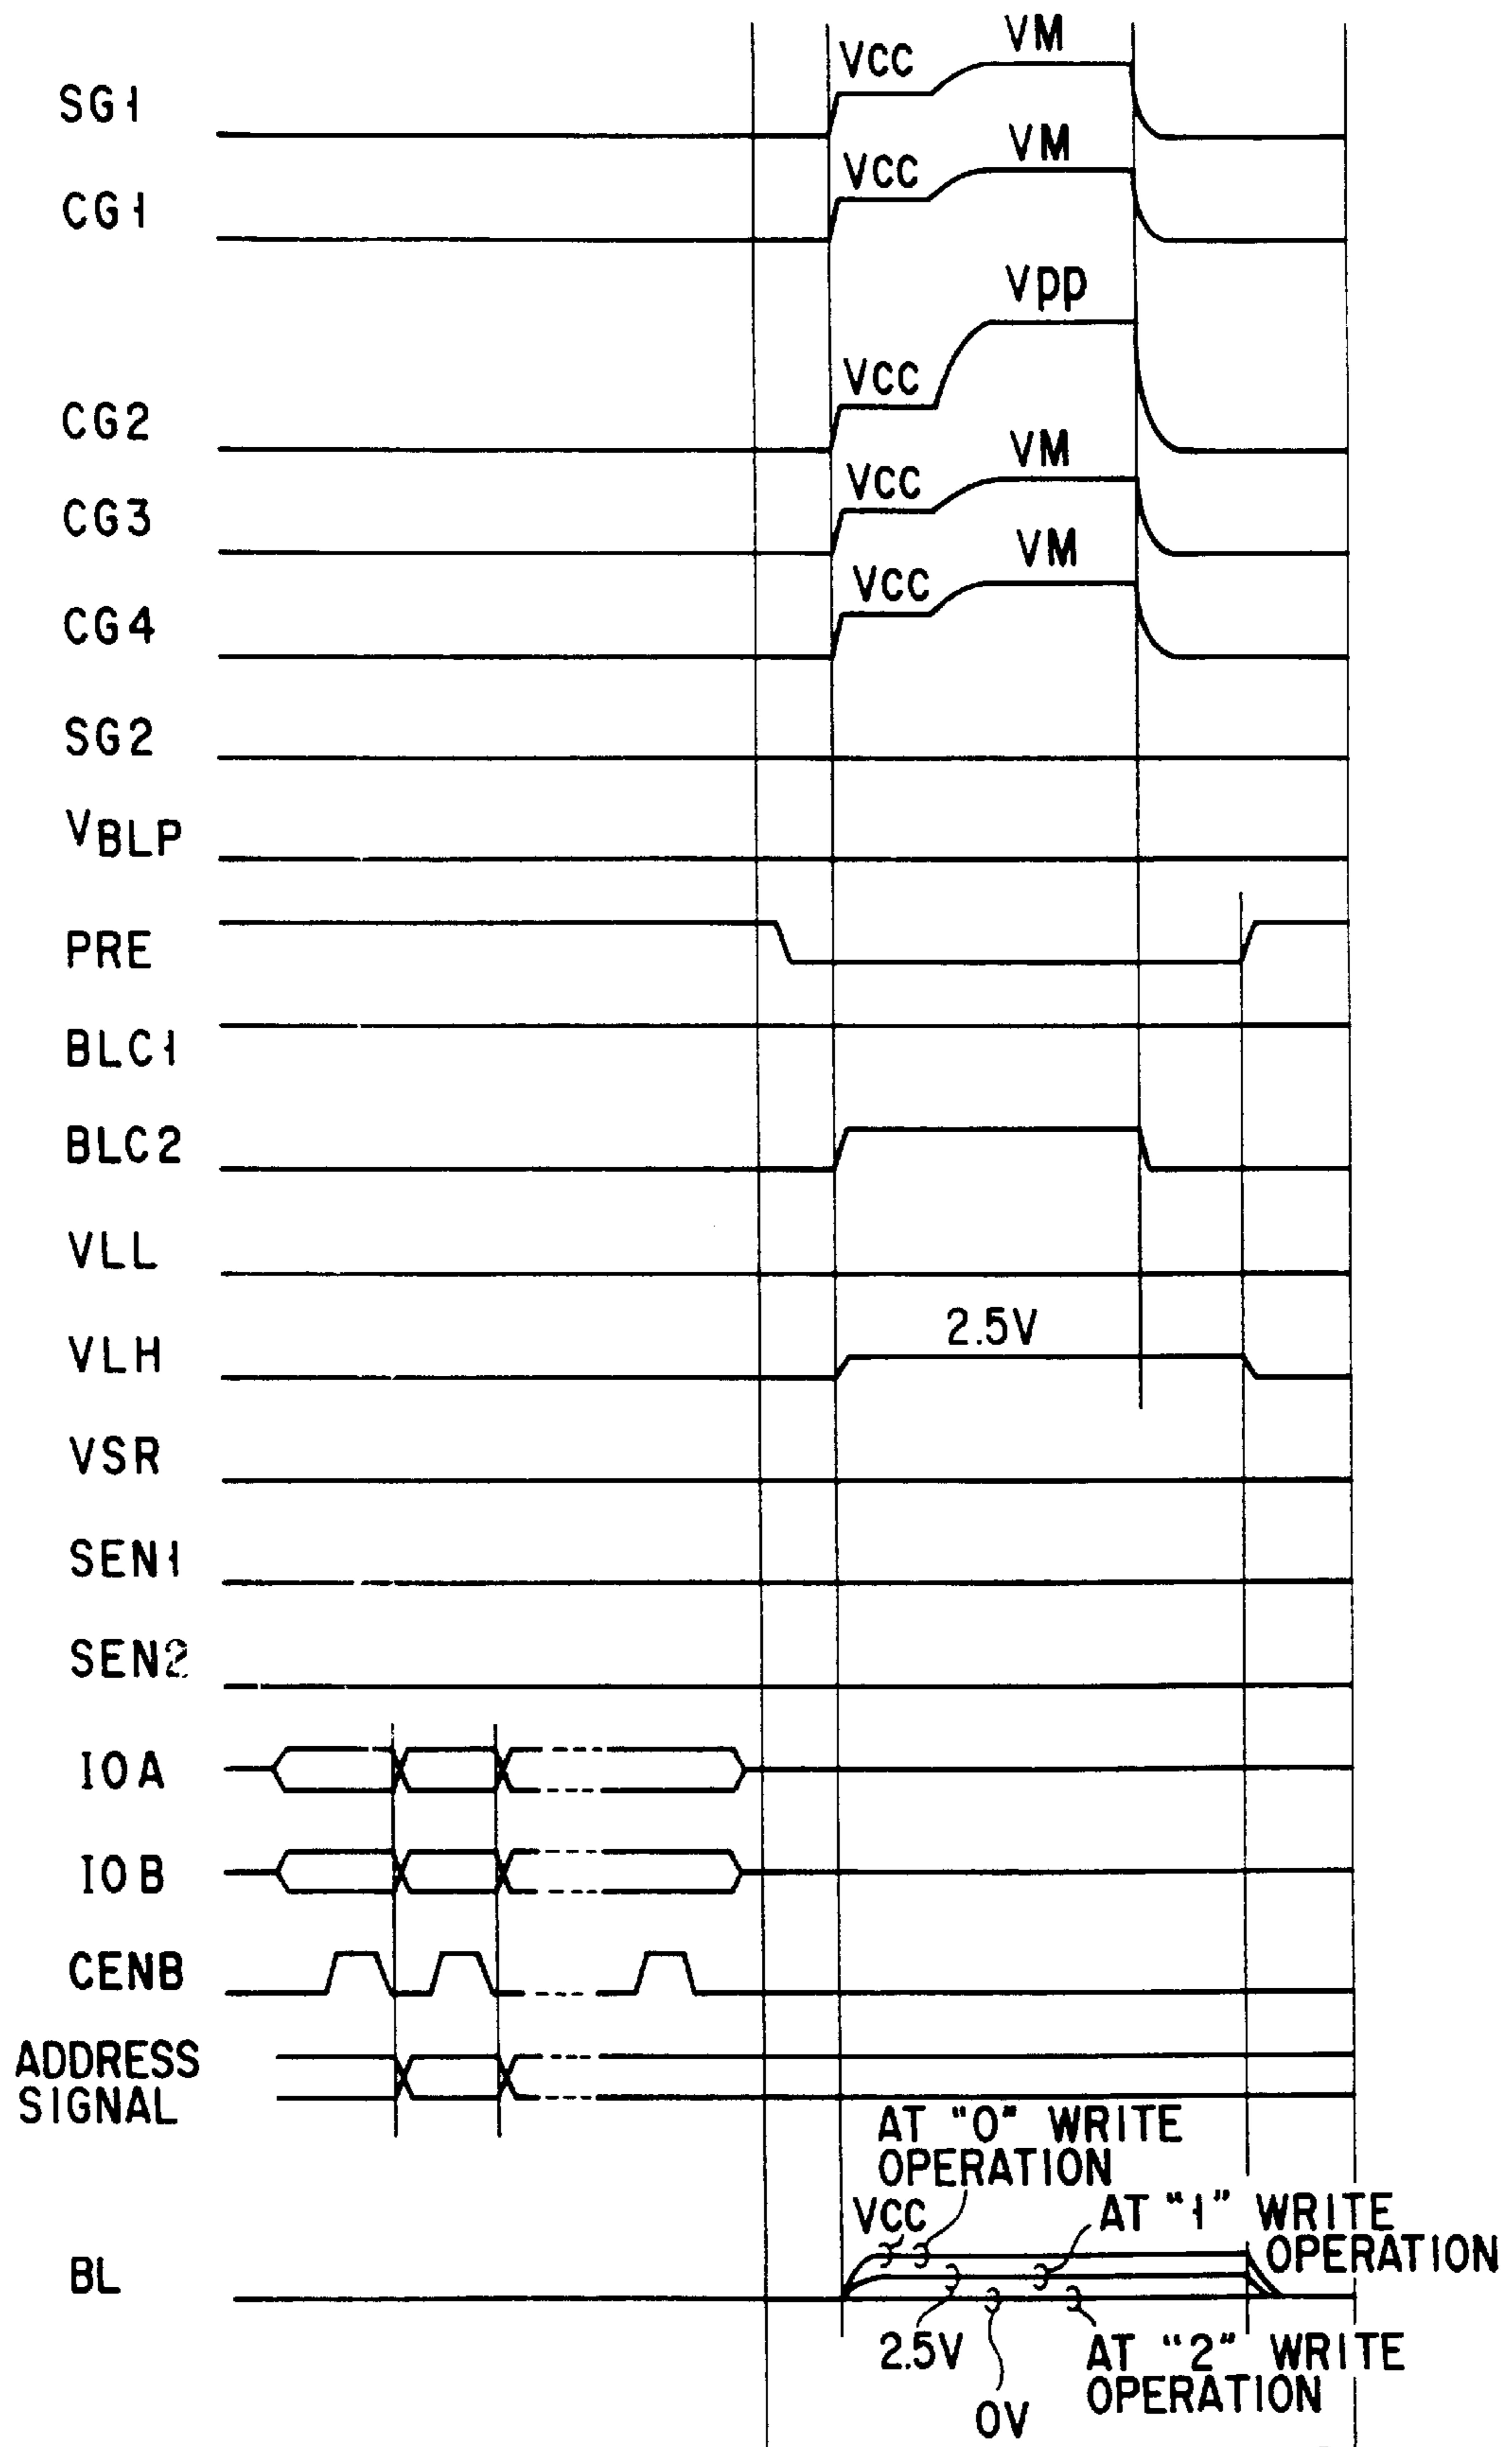 VM
VCC
SG1
VM
VCC
CG1
Vpp
VCC
CG2
VM
VCC
CG3
VM
VCC
CG4
SG2
VBLP
PRE
BLC1
BLC2
VLL
2.5V
VLH
VSR
SEN1
SEN2
IOA
IOB
CENB
ADDRESS
SIGNAL
AT "0" WRITE
OPERATION
VCC
AT "1" WRITE
OPERATION
BL
2.5V
AT "2" WRITE
OPERATION
0V